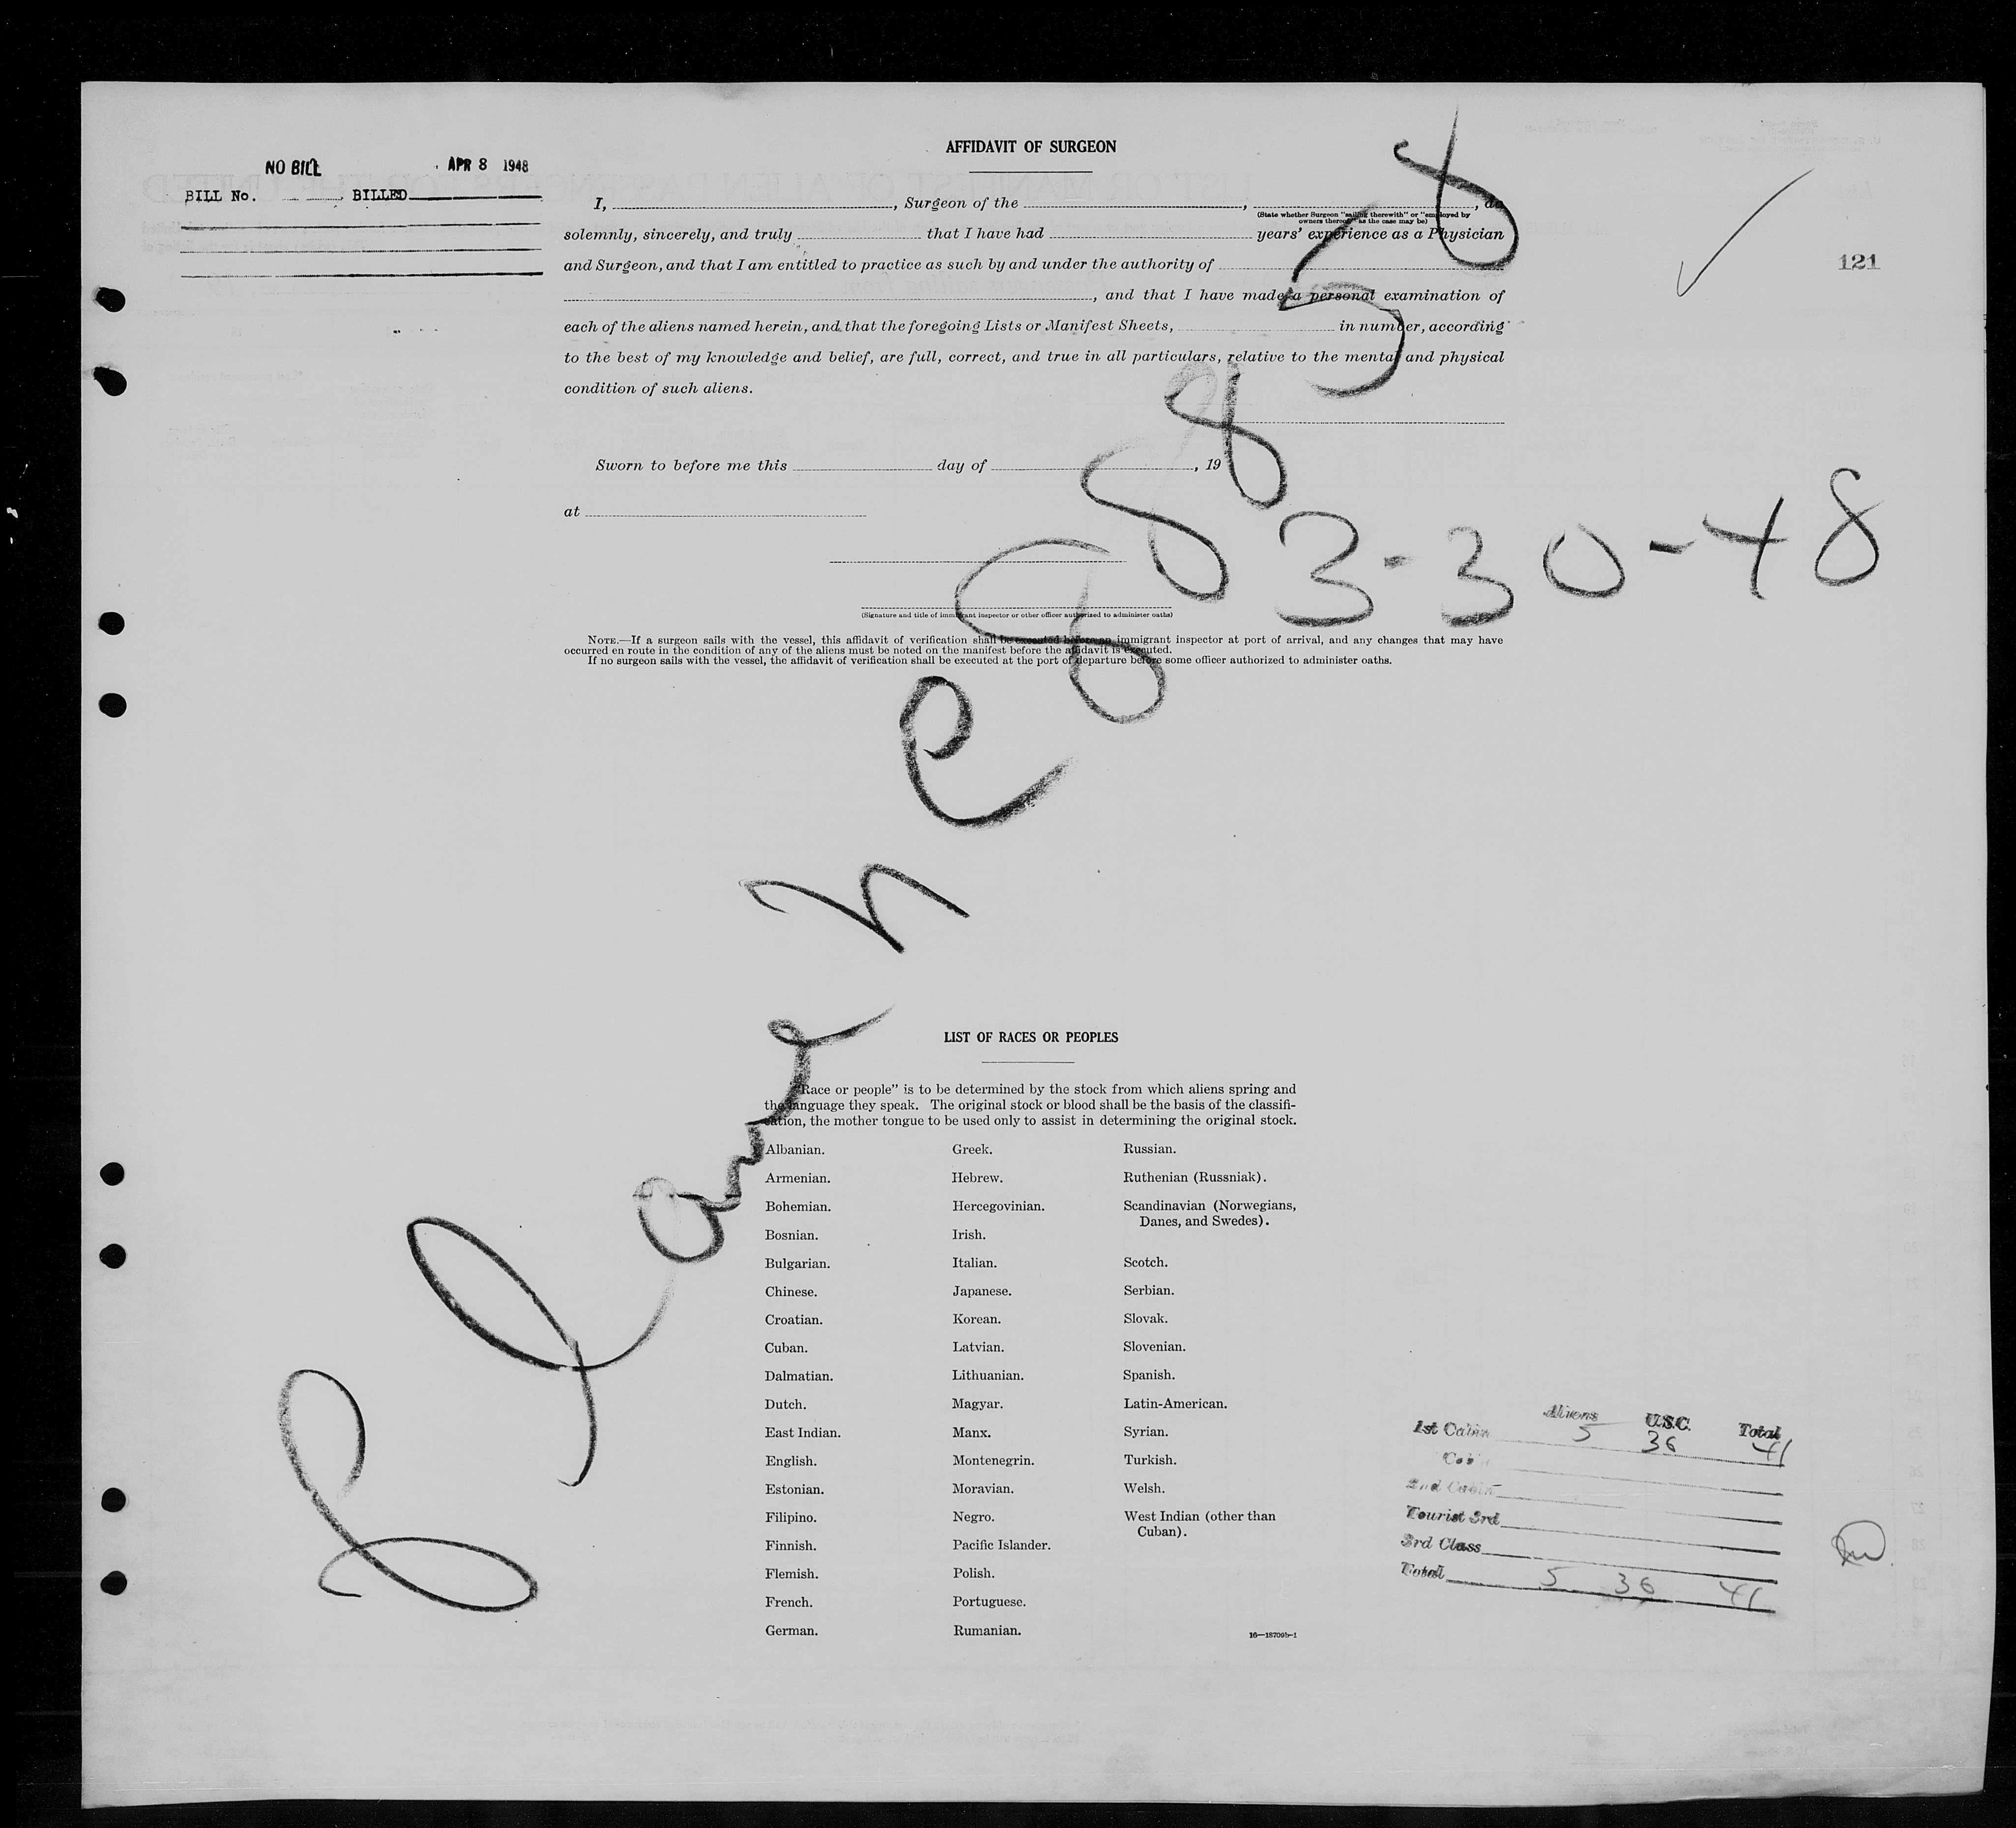 NO BILL APR 8 1948
BILL No. BILLED
121
AFFIDAVIT OF SURGEON
I, , Surgeon of the , , do
(State whether Surgeon "sailing therewith" or "employed by
owners thereof" as the case may be)
solemnly, sincerely, and truly that I have had years' experience as a Physician
and Surgeon, and that I am entitled to practice as such by and under the authority of
, and that I have made a personal examination of
each of the aliens named herein, and that the foregoing Lists or Manifest Sheets, in number, according
to the best of my knowledge and belief, are full, correct, and true in all particulars, relative to the mental and physical
condition of such aliens.
Sworn to before me this day of , 19
at
3-30-48
(Signature and title of immigrant inspector or other officer authorized to administer oaths)
NOTE.—If a surgeon sails with the vessel, this affidavit of verification shall be executed before an immigrant inspector at port of arrival, and any changes that may have
occurred en route in the condition of any of the aliens must be noted on the manifest before the affidavit is executed.
If no surgeon sails with the vessel, the affidavit of verification shall be executed at the port of departure before some officer authorized to administer oaths.
Plane NC 88858
LIST OF RACES OR PEOPLES
"Race or people" is to be determined by the stock from which aliens spring and
the language they speak. The original stock or blood shall be the basis of the classifi-
cation, the mother tongue to be used only to assist in determining the original stock.
Albanian. Greek. Russian.
Armenian. Hebrew. Ruthenian (Russniak).
Bohemian. Hercegovinian. Scandinavian (Norwegians,
Danes, and Swedes).
Bosnian. Irish.
Bulgarian. Italian. Scotch.
Chinese. Japanese. Serbian.
Croatian. Korean. Slovak.
Cuban. Latvian. Slovenian.
Dalmatian. Lithuanian. Spanish.
Dutch. Magyar. Latin-American.
East Indian. Manx. Syrian.
English. Montenegrin. Turkish.
Estonian. Moravian. Welsh.
Filipino. Negro. West Indian (other than
Cuban).
Finnish. Pacific Islander.
Flemish. Polish.
French. Portuguese.
German. Rumanian.
16—18709b-1
Aliens U.S.C. Total
1st Cabin 5 36 41
Cabin
2nd Cabin
Tourist 3rd
3rd Class
Total 5 36 41